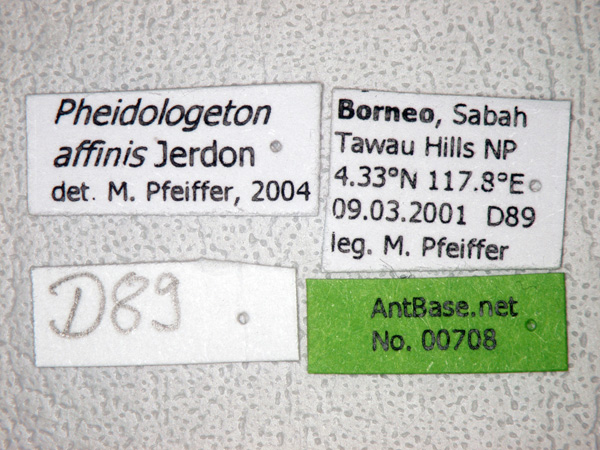 Pheidologeton
affinis Jerdon
det. M. Pfeiffer, 2004
Borneo, Sabah
Tawau Hills NP
4.33°N 117.8°E
09.03.2001 D89
leg. M. Pfeiffer
D89
AntBase.net
No. 00708